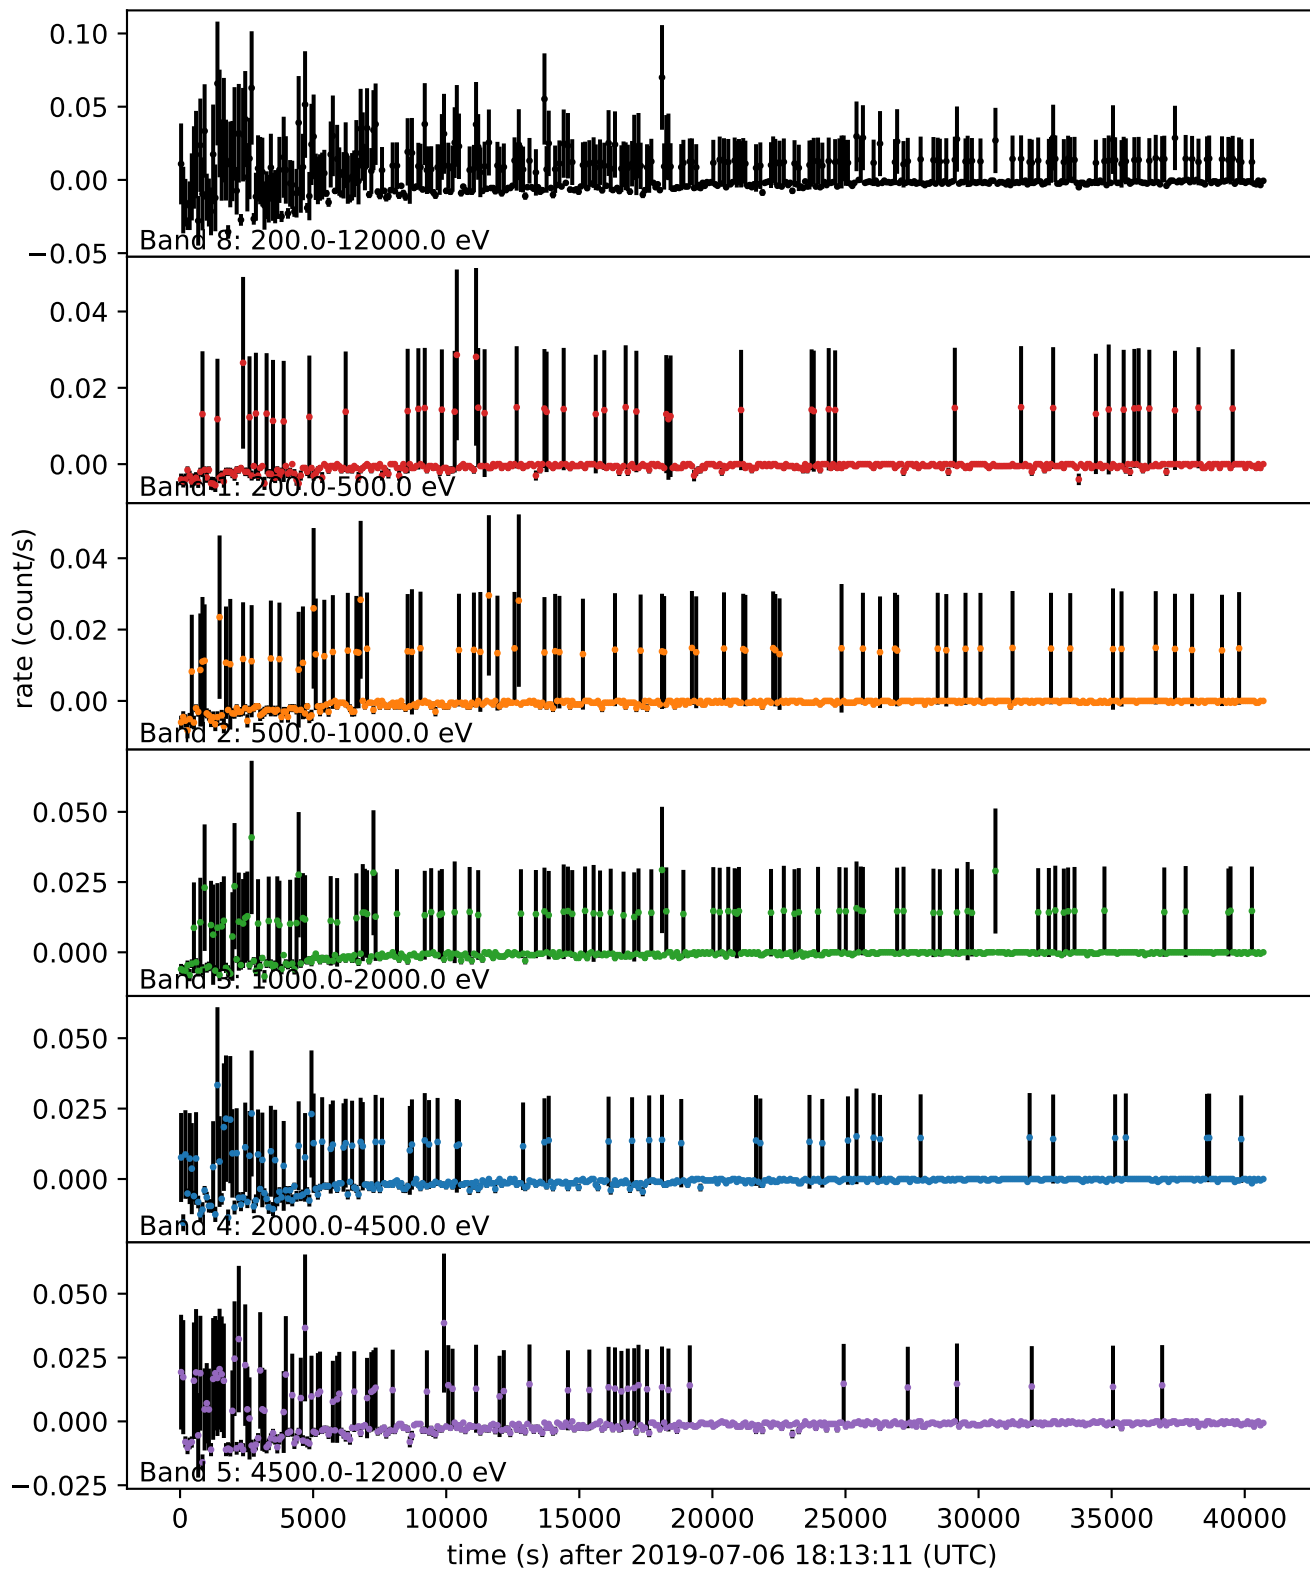 0.10
0.05
0.00
−0.05
Band 8: 200.0-12000.0 eV
0.04
0.02
0.00
Band 1: 200.0-500.0 eV
0.04
0.02
0.00
Band 2: 500.0-1000.0 eV
rate (count/s)
0.050
0.025
0.000
Band 3: 1000.0-2000.0 eV
0.050
0.025
0.000
Band 4: 2000.0-4500.0 eV
0.050
0.025
0.000
−0.025
Band 5: 4500.0-12000.0 eV
0 5000 10000 15000 20000 25000 30000 35000 40000
time (s) after 2019-07-06 18:13:11 (UTC)